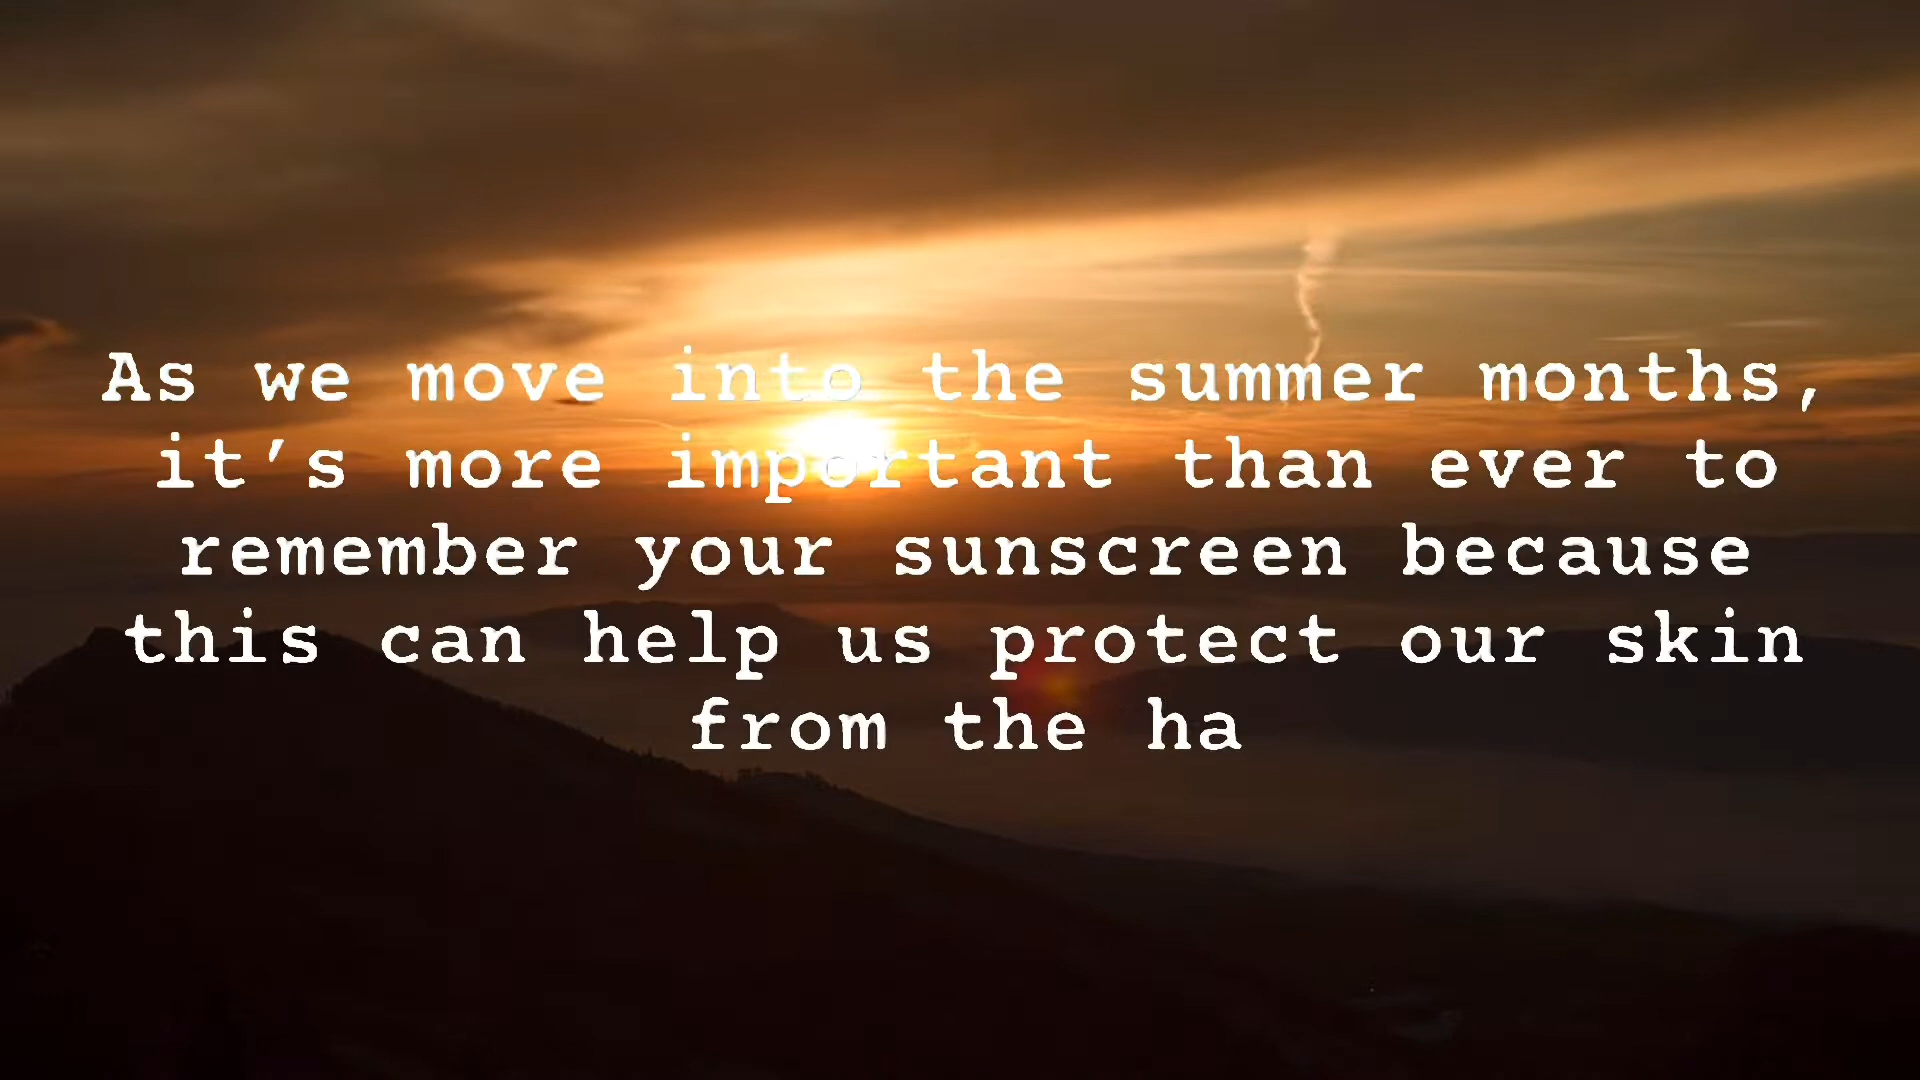 As we move into the summer months,
it's more important than ever to
remember your sunscreen because
this can help us protect our skin
from the ha